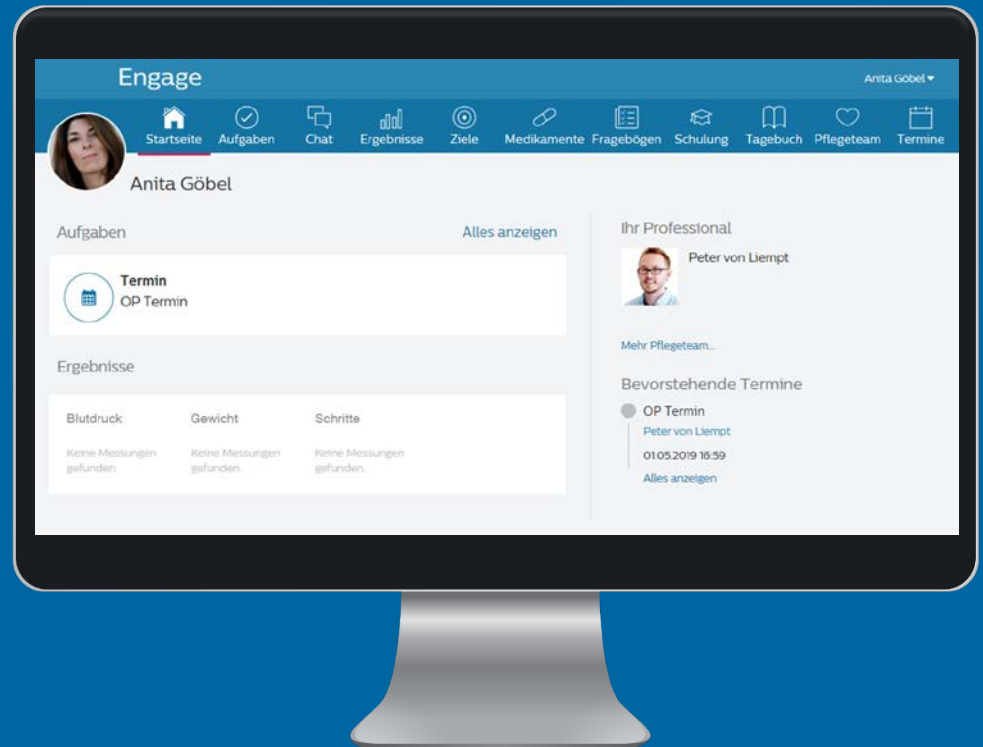 Engage
Anita Göbel
Startseite Aufgaben Chat Ergebnisse Ziele Medikamente Fragebögen Schulung Tagebuch Pflegeteam Termine
Anita Göbel
Aufgaben Alles anzeigen
Termin
OP Termin
Ergebnisse
Blutdruck Gewicht Schritte
Keine Messungen gefunden.
Keine Messungen gefunden.
Keine Messungen gefunden.
Ihr Professional
Peter von Liempt
Mehr Pflegeteam...
Bevorstehende Termine
OP Termin
Peter von Liempt
01.05.2019 16:59
Alles anzeigen